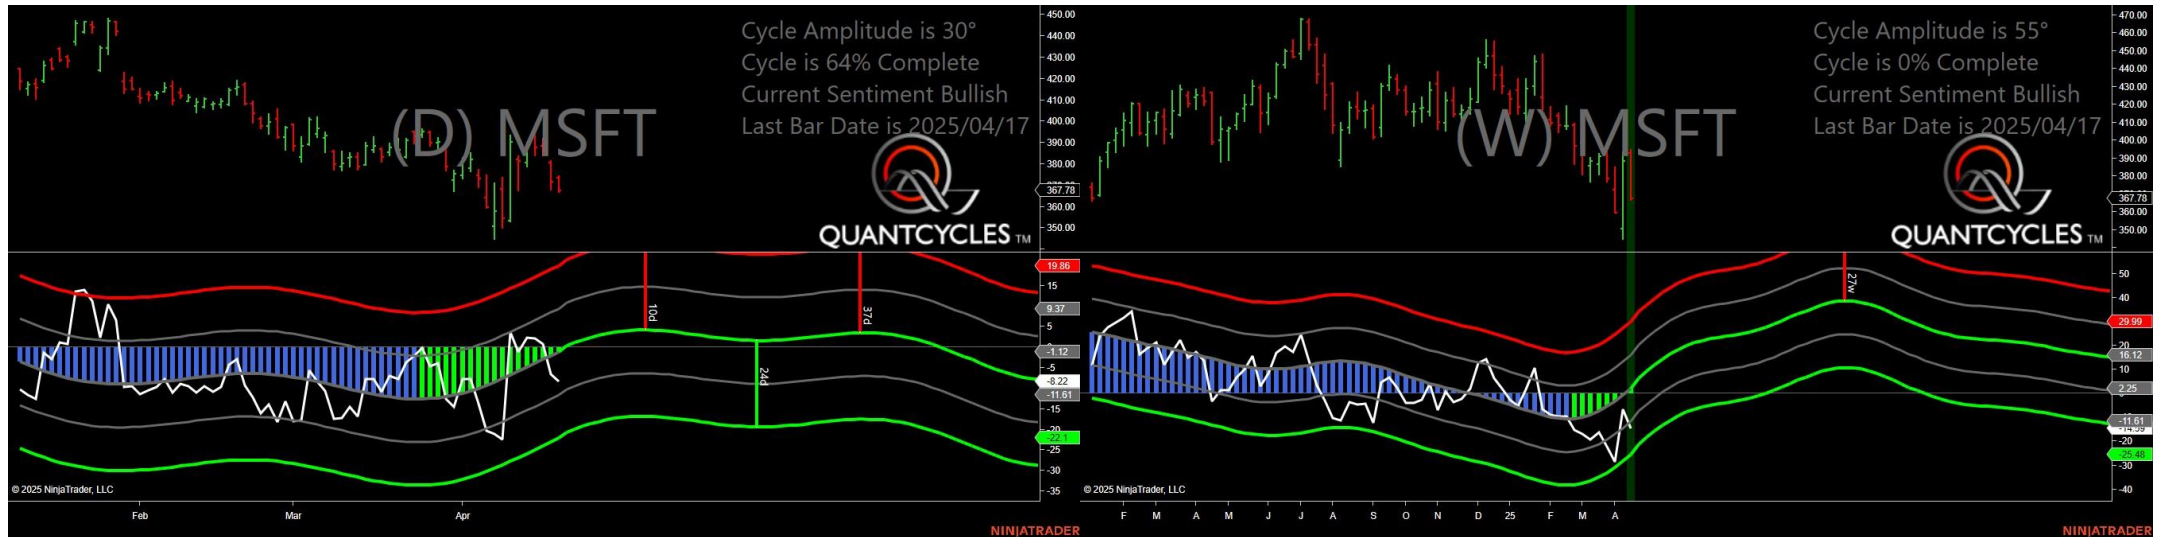 Cycle Amplitude is 30°
Cycle is 64% Complete
Current Sentiment Bullish
Last Bar Date is 2025/04/17
(D) MSFT
QUANTCYCLES TM
450.00
440.00
430.00
420.00
410.00
400.00
390.00
380.00
367.78
360.00
350.00
19.86
15
9.37
5
-1.12
-5
-8.22
-11.61
-15
-20
-22.1
-25
-30
-35
10d
24d
37d
© 2025 NinjaTrader, LLC
Feb
Mar
Apr
NINJATRADER
Cycle Amplitude is 55°
Cycle is 0% Complete
Current Sentiment Bullish
Last Bar Date is 2025/04/17
(W) MSFT
QUANTCYCLES TM
470.00
460.00
450.00
440.00
430.00
420.00
410.00
400.00
390.00
380.00
367.78
360.00
350.00
50
40
29.99
20
16.12
10
2.25
-11.61
-14.59
-20
-25.48
-30
-40
27w
© 2025 NinjaTrader, LLC
F
M
A
M
J
J
A
S
O
N
D
25
F
M
A
NINJATRADER